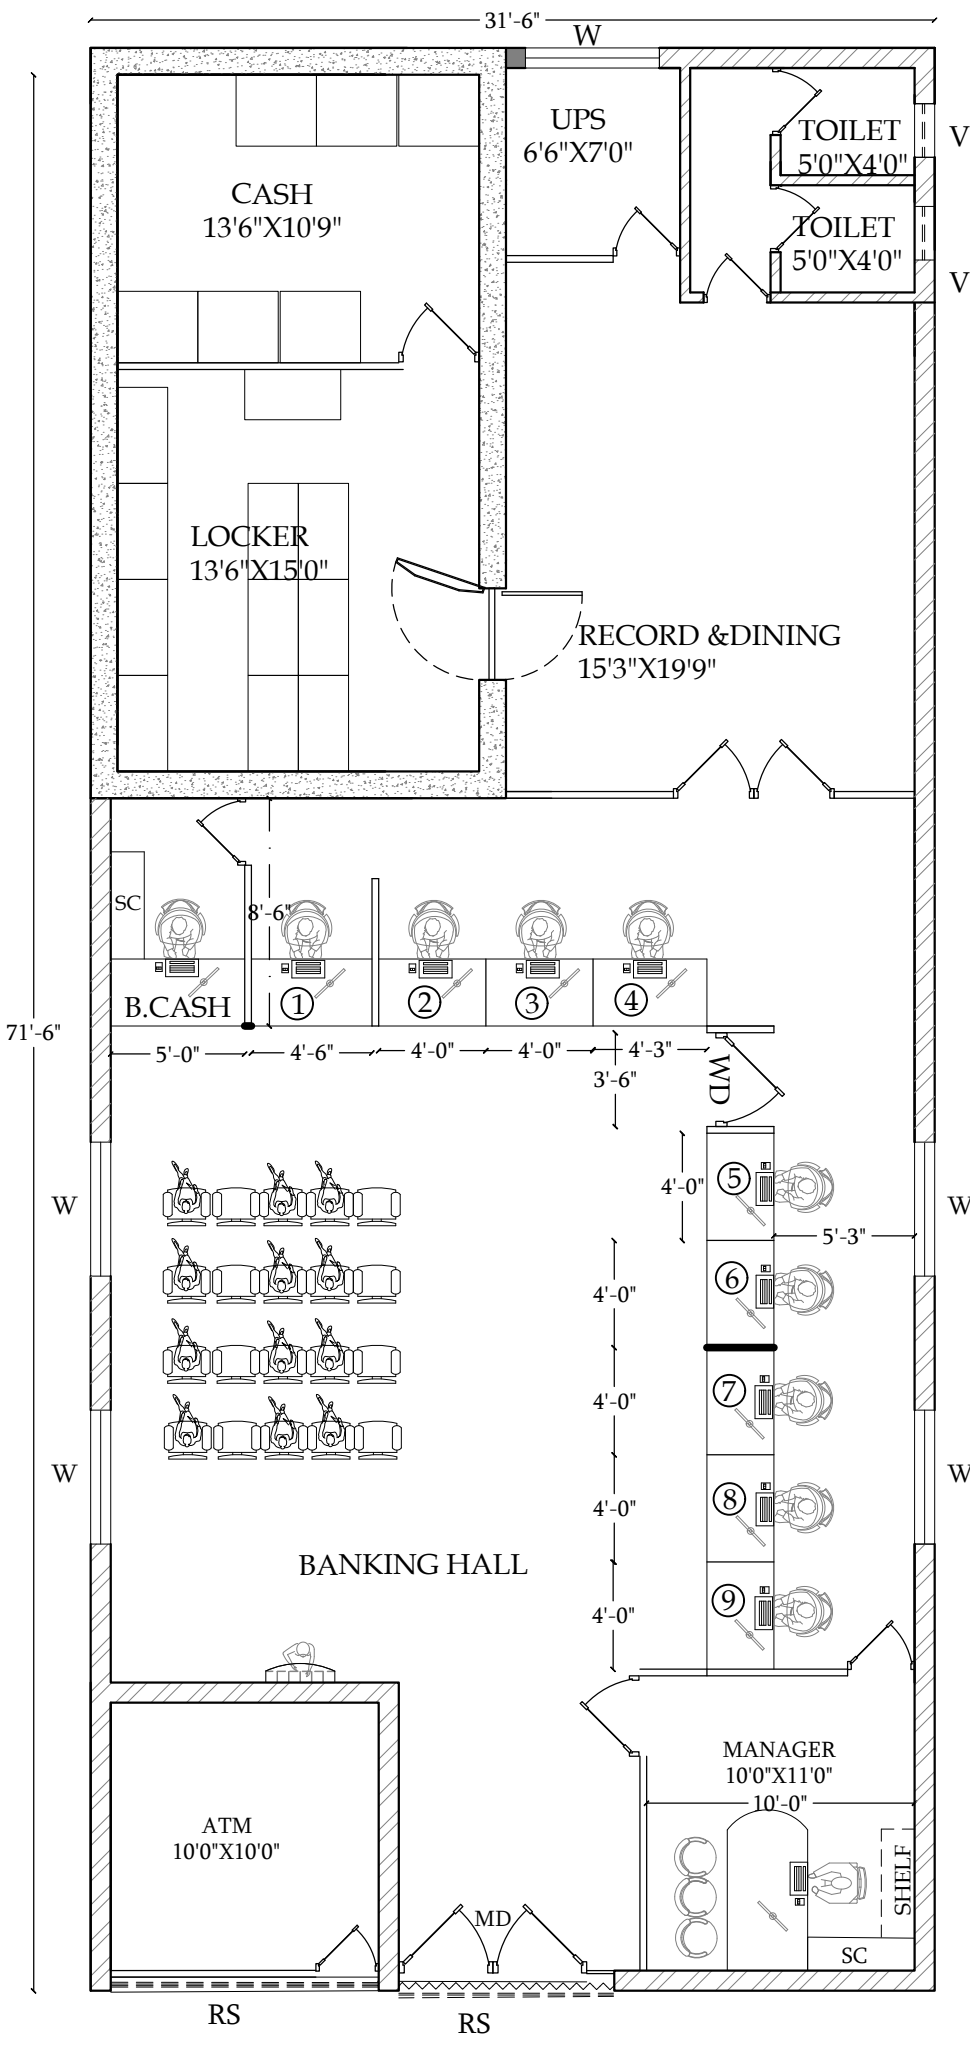 31'-6"
W
UPS
6'6"X7'0"
TOILET
5'0"X4'0"
V
CASH
13'6"X10'9"
TOILET
5'0"X4'0"
V
LOCKER
13'6"X15'0"
RECORD &DINING
15'3"X19'9"
SC
8'-6"
B.CASH
1
2
3
4
71'-6"
5'-0"
4'-6"
4'-0"
4'-0"
4'-3"
3'-6"
WD
5
4'-0"
W
W
5'-3"
6
4'-0"
7
4'-0"
W
W
8
4'-0"
BANKING HALL
9
4'-0"
MANAGER
10'0"X11'0"
10'-0"
ATM
10'0"X10'0"
SHELF
MD
SC
RS
RS